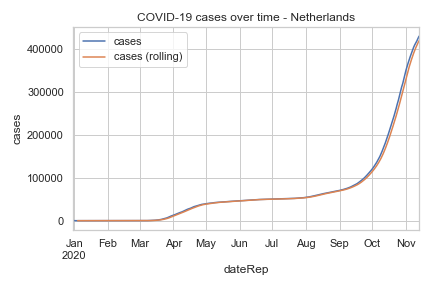 COVID-19 cases over time - Netherlands
cases
cases (rolling)
400000
300000
200000
100000
0
cases
Jan Feb Mar Apr May Jun Jul Aug Sep Oct Nov
2020
dateRep